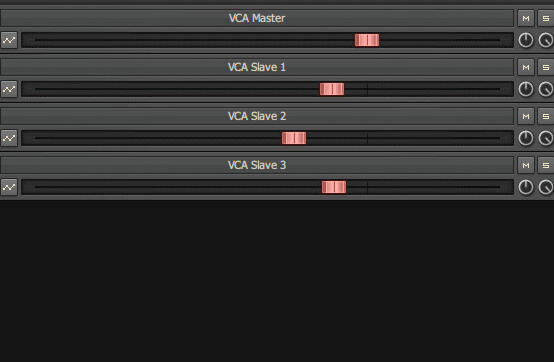 VCA Master
M S
VCA Slave 1
M S
VCA Slave 2
M S
VCA Slave 3
M S